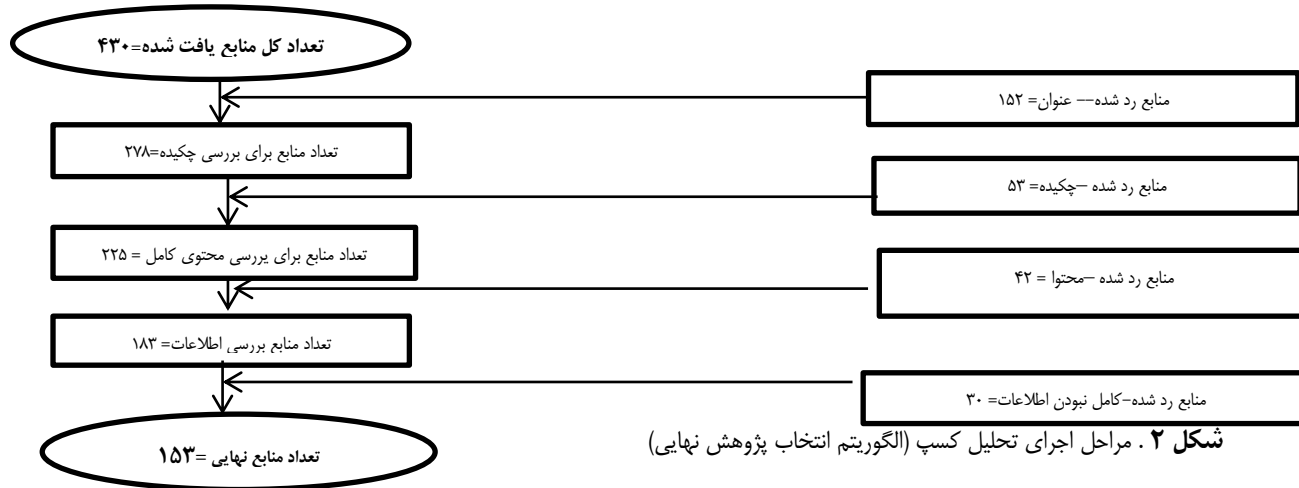 تعداد کل منابع یافت شده=۴۳۰
منابع رد شده-- عنوان= ۱۵۲
تعداد منابع برای بررسی چکیده=۲۷۸
منابع رد شده –چکیده= ۵۳
تعداد منابع برای یررسی محتوی کامل = ۲۲۵
منابع رد شده –محتوا = ۴۲
تعداد منابع بررسی اطلاعات= ۱۸۳
منابع رد شده-کامل نبودن اطلاعات= ۳۰
تعداد منابع نهایی =۱۵۳
شکل ۲ . مراحل اجرای تحلیل کسپ (الگوریتم انتخاب پژوهش نهایی)